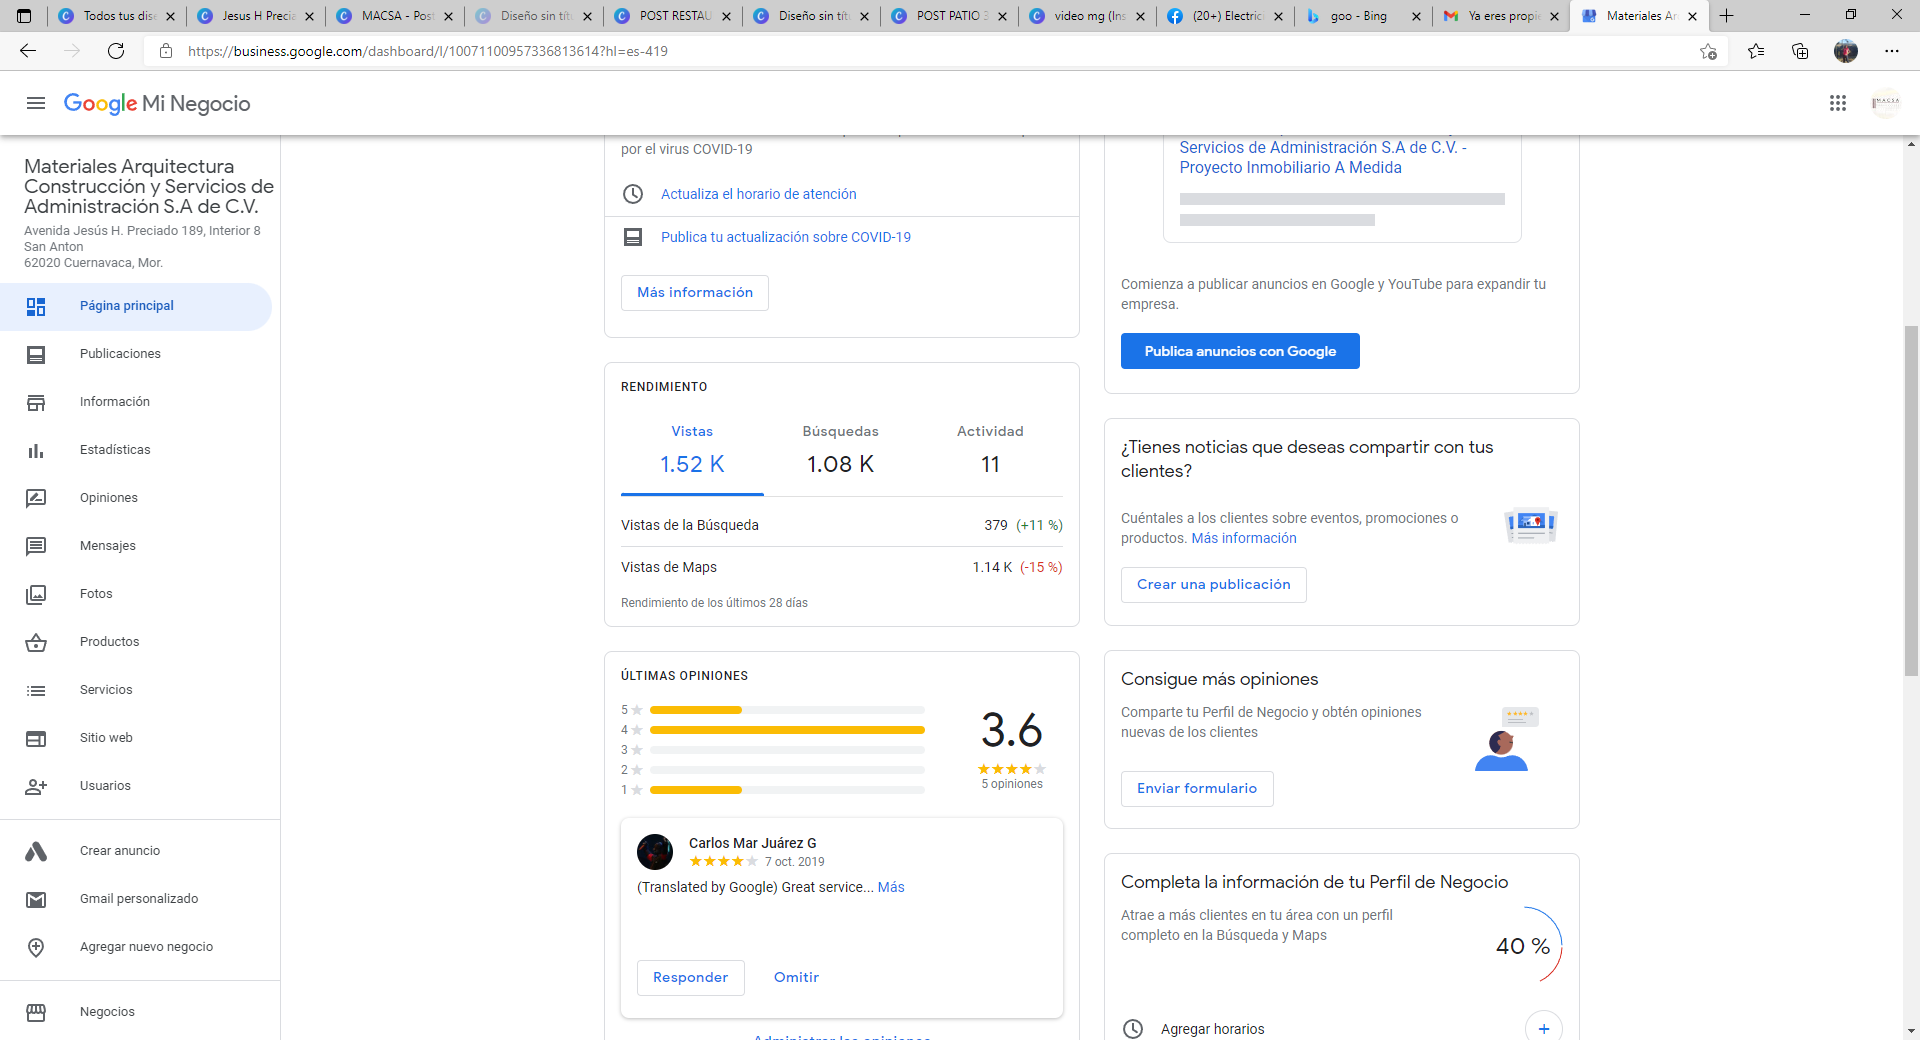 Todos tus dis
Jesus H Precia
MACSA - Post
Diseño sin títu
POST RESTAU
Diseño sin títu
POST PATIO 3
video mg (Ins
(20+) Electrici
goo - Bing
Ya eres propie
Materiales Ar
https://business.google.com/dashboard/l/10071100957336813614?hl=es-419
Google Mi Negocio
MACSA
Materiales Arquitectura
Construcción y Servicios de
Administración S.A de C.V.
Avenida Jesús H. Preciado 189, Interior 8
San Anton
62020 Cuernavaca, Mor.
Página principal
Publicaciones
Información
Estadísticas
Opiniones
Mensajes
Fotos
Productos
Servicios
Sitio web
Usuarios
Crear anuncio
Gmail personalizado
Agregar nuevo negocio
Negocios
por el virus COVID-19
Actualiza el horario de atención
Publica tu actualización sobre COVID-19
Más información
RENDIMIENTO
Vistas Búsquedas Actividad
1.52 K 1.08 K 11
Vistas de la Búsqueda 379 (+11 %)
Vistas de Maps 1.14 K (-15 %)
Rendimiento de los últimos 28 días
ÚLTIMAS OPINIONES
5
4
3
2
1
3.6
5 opiniones
Carlos Mar Juárez G
7 oct. 2019
(Translated by Google) Great service... Más
Responder Omitir
Administrar las opiniones
Servicios de Administración S.A de C.V. -
Proyecto Inmobiliario A Medida
Comienza a publicar anuncios en Google y YouTube para expandir tu
empresa.
Publica anuncios con Google
¿Tienes noticias que deseas compartir con tus
clientes?
Cuéntales a los clientes sobre eventos, promociones o
productos. Más información
Crear una publicación
Consigue más opiniones
Comparte tu Perfil de Negocio y obtén opiniones
nuevas de los clientes
Enviar formulario
Completa la información de tu Perfil de Negocio
Atrae a más clientes en tu área con un perfil
completo en la Búsqueda y Maps
40 %
Agregar horarios